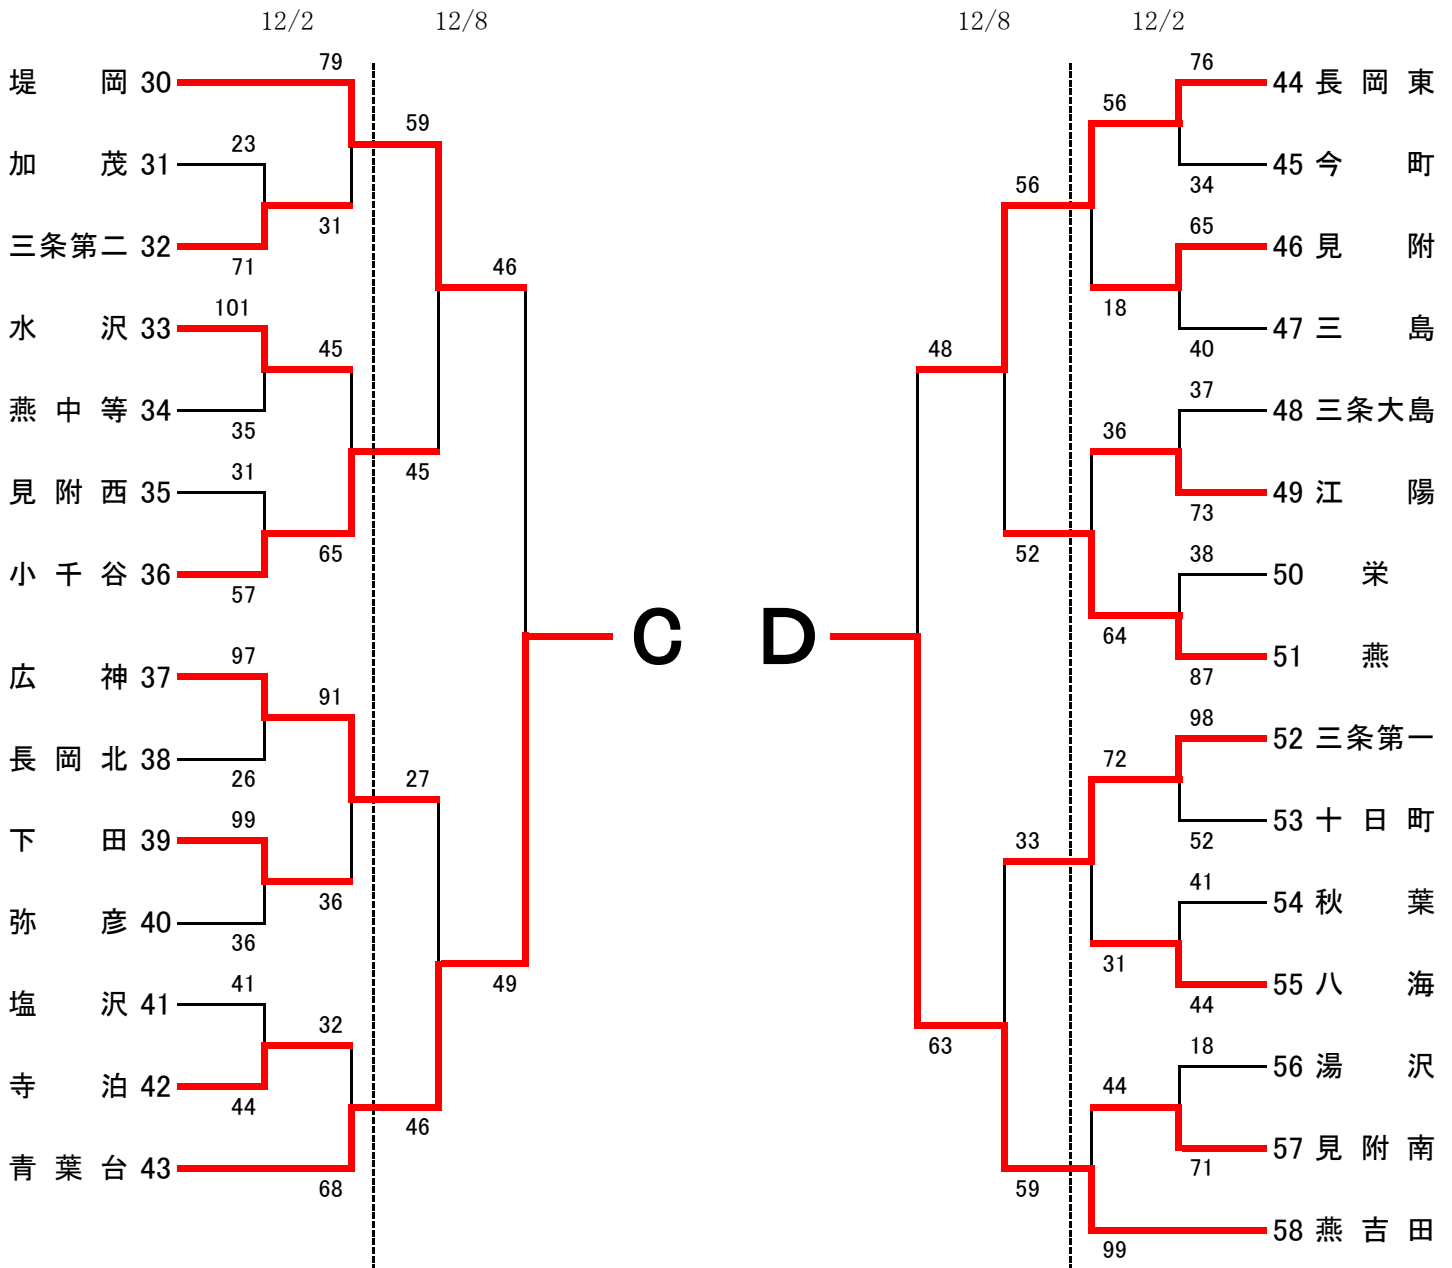 12/2 12/8 12/8 12/2
79
堤岡 30
59
23
加茂 31
31
三条第二 32
71
46
101
水沢 33
45
燕中等 34
35
45
31
見附西 35
65
小千谷 36
57
C
97
広神 37
91
長岡北 38
26
27
99
下田 39
36
弥彦 40
36
49
41
塩沢 41
32
寺泊 42
44
46
青葉台 43
68
76
44 長岡東
56
45 今町
34
56
65
46 見附
18
47 三島
40
48
37
48 三条大島
36
49 江陽
73
52
38
50 栄
64
51 燕
87
D
98
52 三条第一
72
53 十日町
52
33
41
54 秋葉
31
55 八海
44
63
18
56 湯沢
44
57 見附南
71
59
58 燕吉田
99